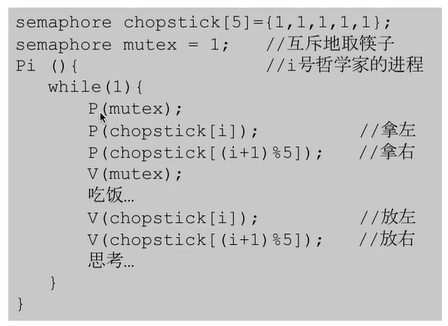 semaphore chopstick[5]={1,1,1,1,1};
semaphore mutex = 1;    //互斥地取筷子
Pi (){                  //i号哲学家的进程
    while(1){
        P(mutex);
        P(chopstick[i]);        //拿左
        P(chopstick[(i+1)%5]);  //拿右
        V(mutex);
        吃饭…
        V(chopstick[i]);        //放左
        V(chopstick[(i+1)%5]);  //放右
        思考…
    }
}